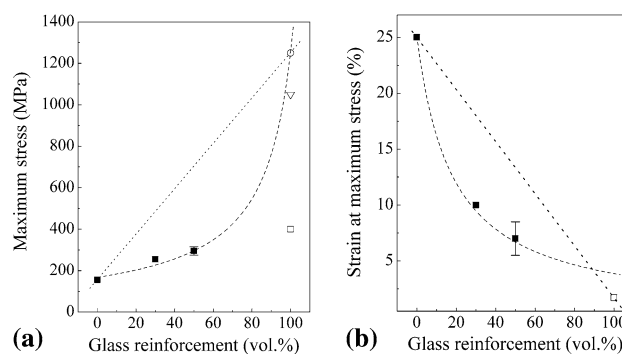 1400
1200
1000
800
600
400
200
0
0 20 40 60 80 100
Maximum stress (MPa)
Glass reinforcement (vol.%)
(a)
25
20
15
10
5
0 20 40 60 80 100
Strain at maximum stress (%)
Glass reinforcement (vol.%)
(b)